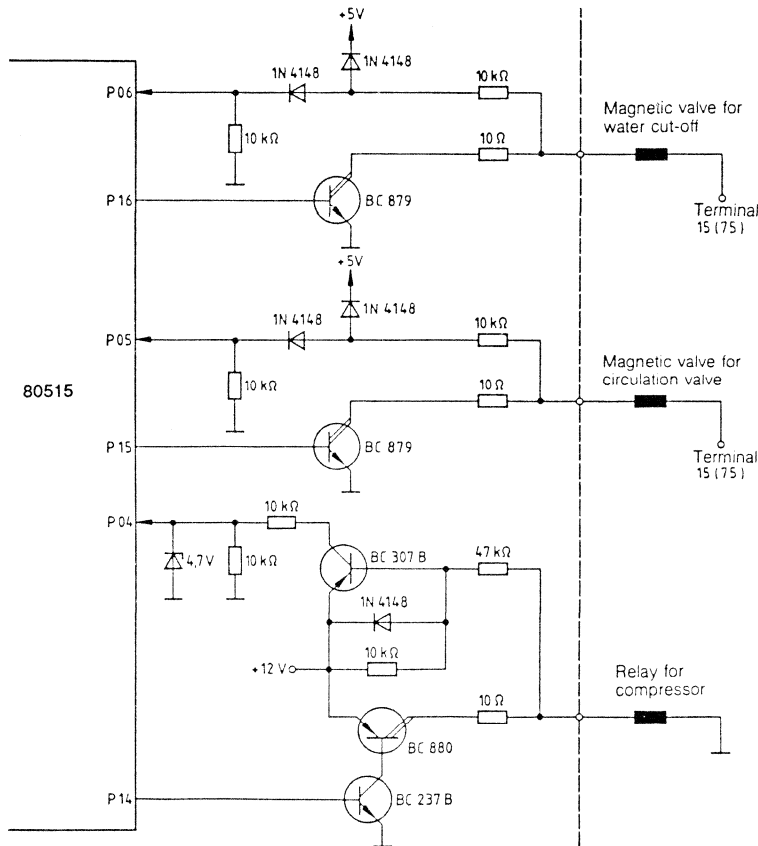 +5V
1N 4148
1N 4148
10 kΩ
P06
10 kΩ
Magnetic valve for
water cut-off
10 Ω
P16
BC 879
Terminal
15 (75)
+5V
1N 4148
1N 4148
10 kΩ
P05
10 kΩ
Magnetic valve for
circulation valve
10 Ω
80515
P15
BC 879
Terminal
15 (75)
P04
10 kΩ
4,7V
10 kΩ
BC 307 B
47 kΩ
1N 4148
10 kΩ
+12 V
Relay for
compressor
10 Ω
BC 880
P14
BC 237 B